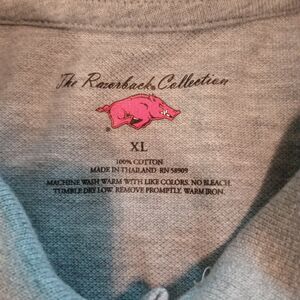 The Razorback® Collection
®
XL
100% COTTON
MADE IN THAILAND RN 58909
MACHINE WASH WARM WITH LIKE COLORS. NO BLEACH.
TUMBLE DRY LOW. REMOVE PROMPTLY. WARM IRON.